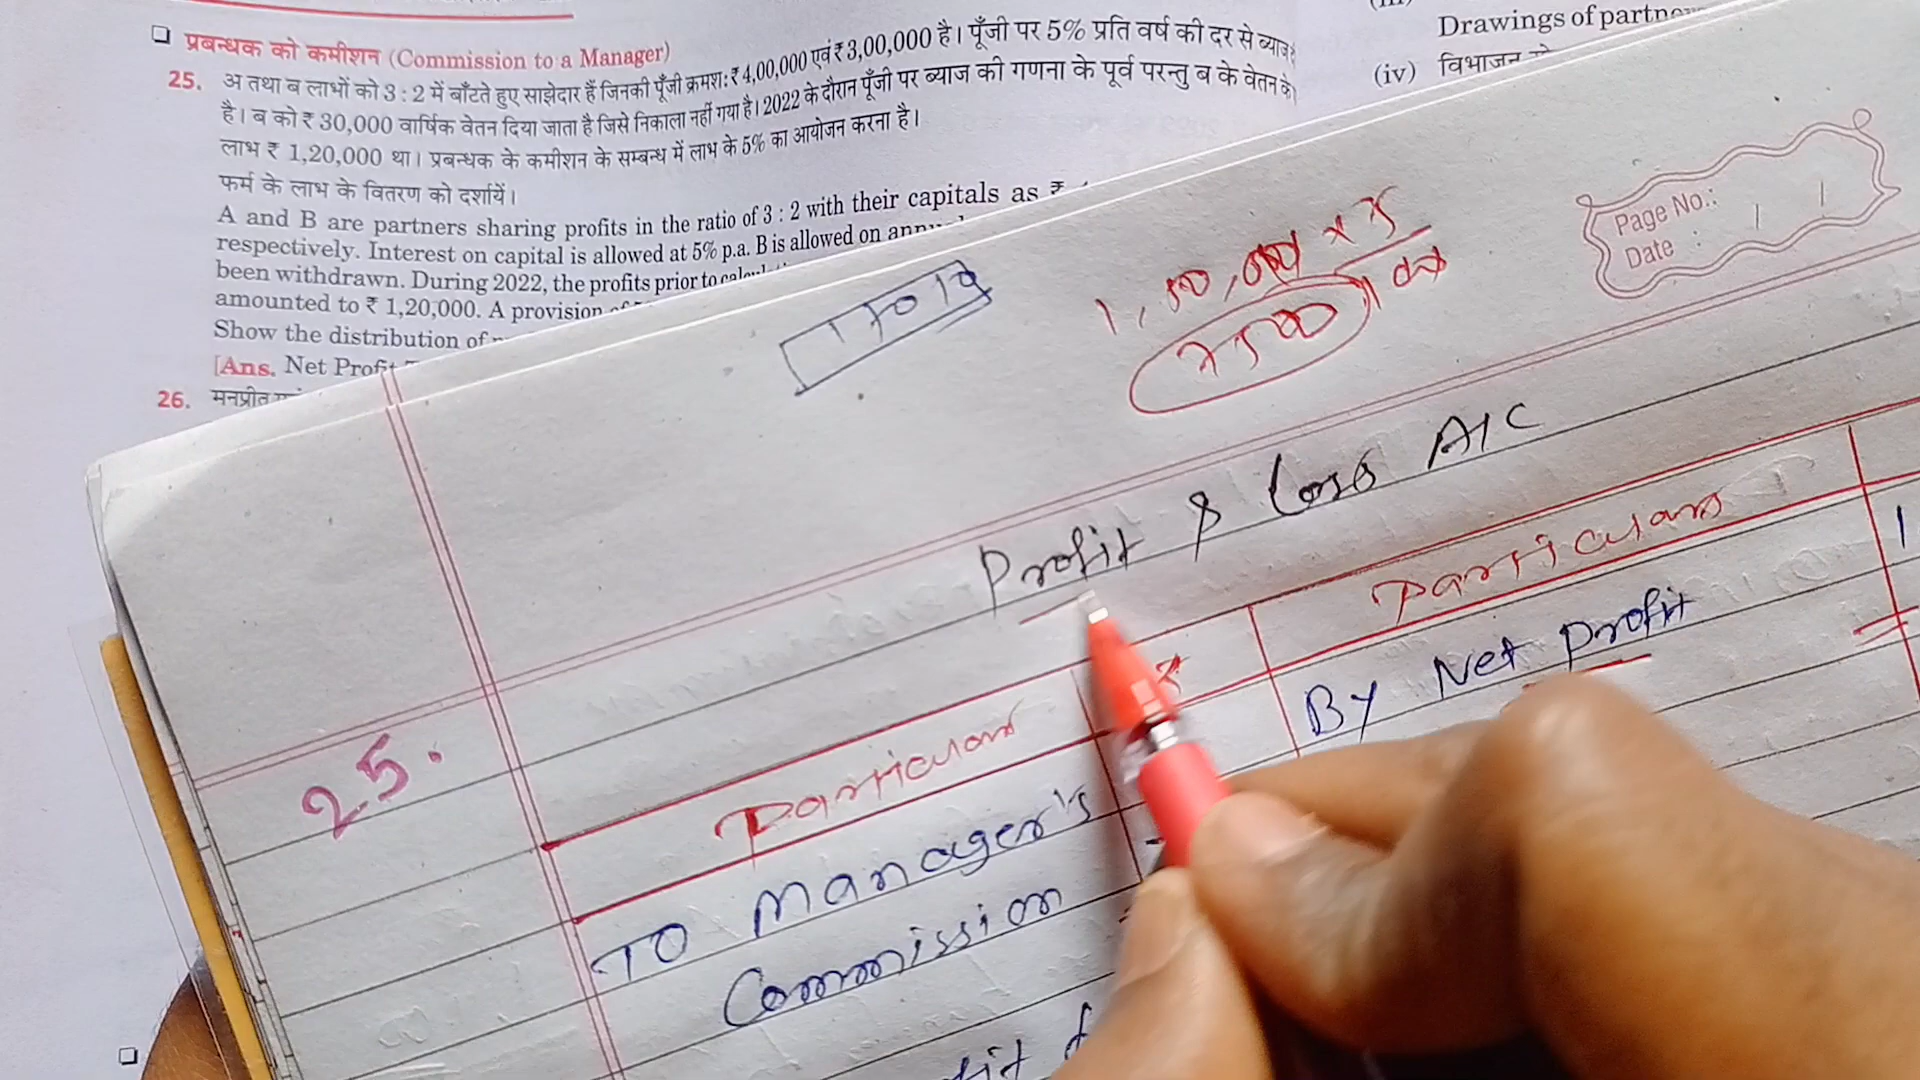 ❑ प्रबन्धक को कमीशन (Commission to a Manager)
25. अ तथा ब लाभों को 3 : 2 में बाँटते हुए साझेदार हैं जिनकी पूँजी क्रमश: ₹ 4,00,000 एवं ₹ 3,00,000 है। पूँजी पर 5% प्रति वर्ष की दर से ब्याज
है। ब को ₹ 30,000 वार्षिक वेतन दिया जाता है जिसे निकाला नहीं गया है। 2022 के दौरान पूँजी पर ब्याज की गणना के पूर्व परन्तु ब के वेतन के
लाभ ₹ 1,20,000 था। प्रबन्धक के कमीशन के सम्बन्ध में लाभ के 5% का आयोजन करना है।
फर्म के लाभ के वितरण को दर्शायें।
A and B are partners sharing profits in the ratio of 3 : 2 with their capitals as ₹
respectively. Interest on capital is allowed at 5% p.a. B is allowed on
been withdrawn. During 2022, the profits prior to
amounted to ₹ 1,20,000. A provision
Show the distribution of
[Ans. Net Profit
26. मनप्रीत
(iii)
Drawings of
(iv) विभाजन
Page No.:
Date :
7500
Profit & Loss A/C
25.
Particulars ₹ Particulars
To Manager's By Net Profit
Commission